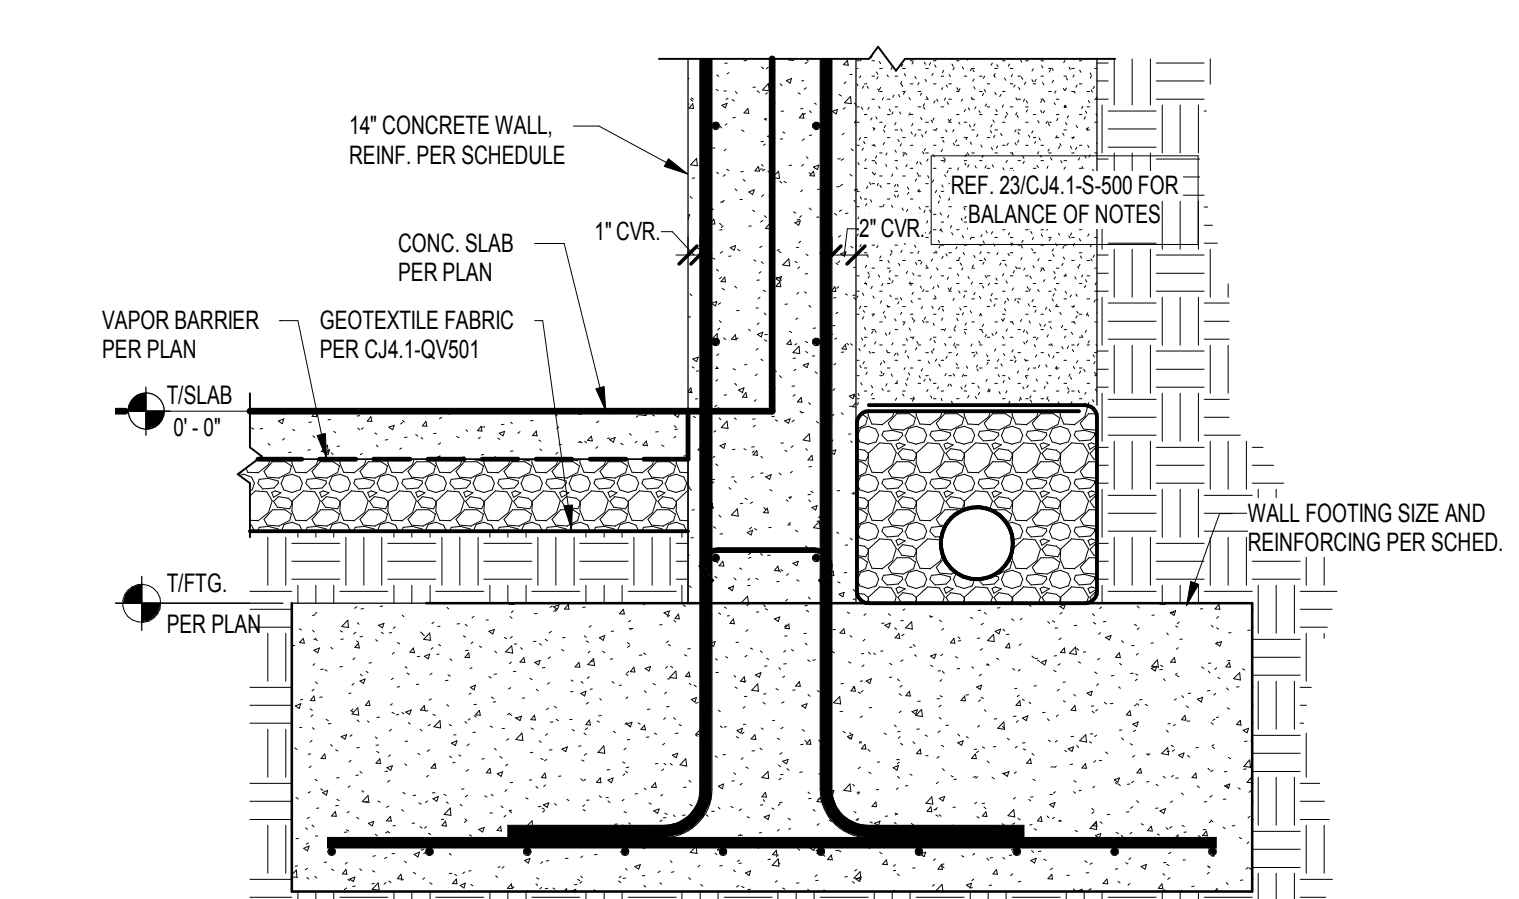 14" CONCRETE WALL,
REINF. PER SCHEDULE
REF. 23/CJ4.1-S-500 FOR
BALANCE OF NOTES
1" CVR.
2" CVR.
CONC. SLAB
PER PLAN
VAPOR BARRIER
PER PLAN
GEOTEXTILE FABRIC
PER CJ4.1-QV501
T/SLAB
0' - 0"
WALL FOOTING SIZE AND
REINFORCING PER SCHED.
T/FTG.
PER PLAN